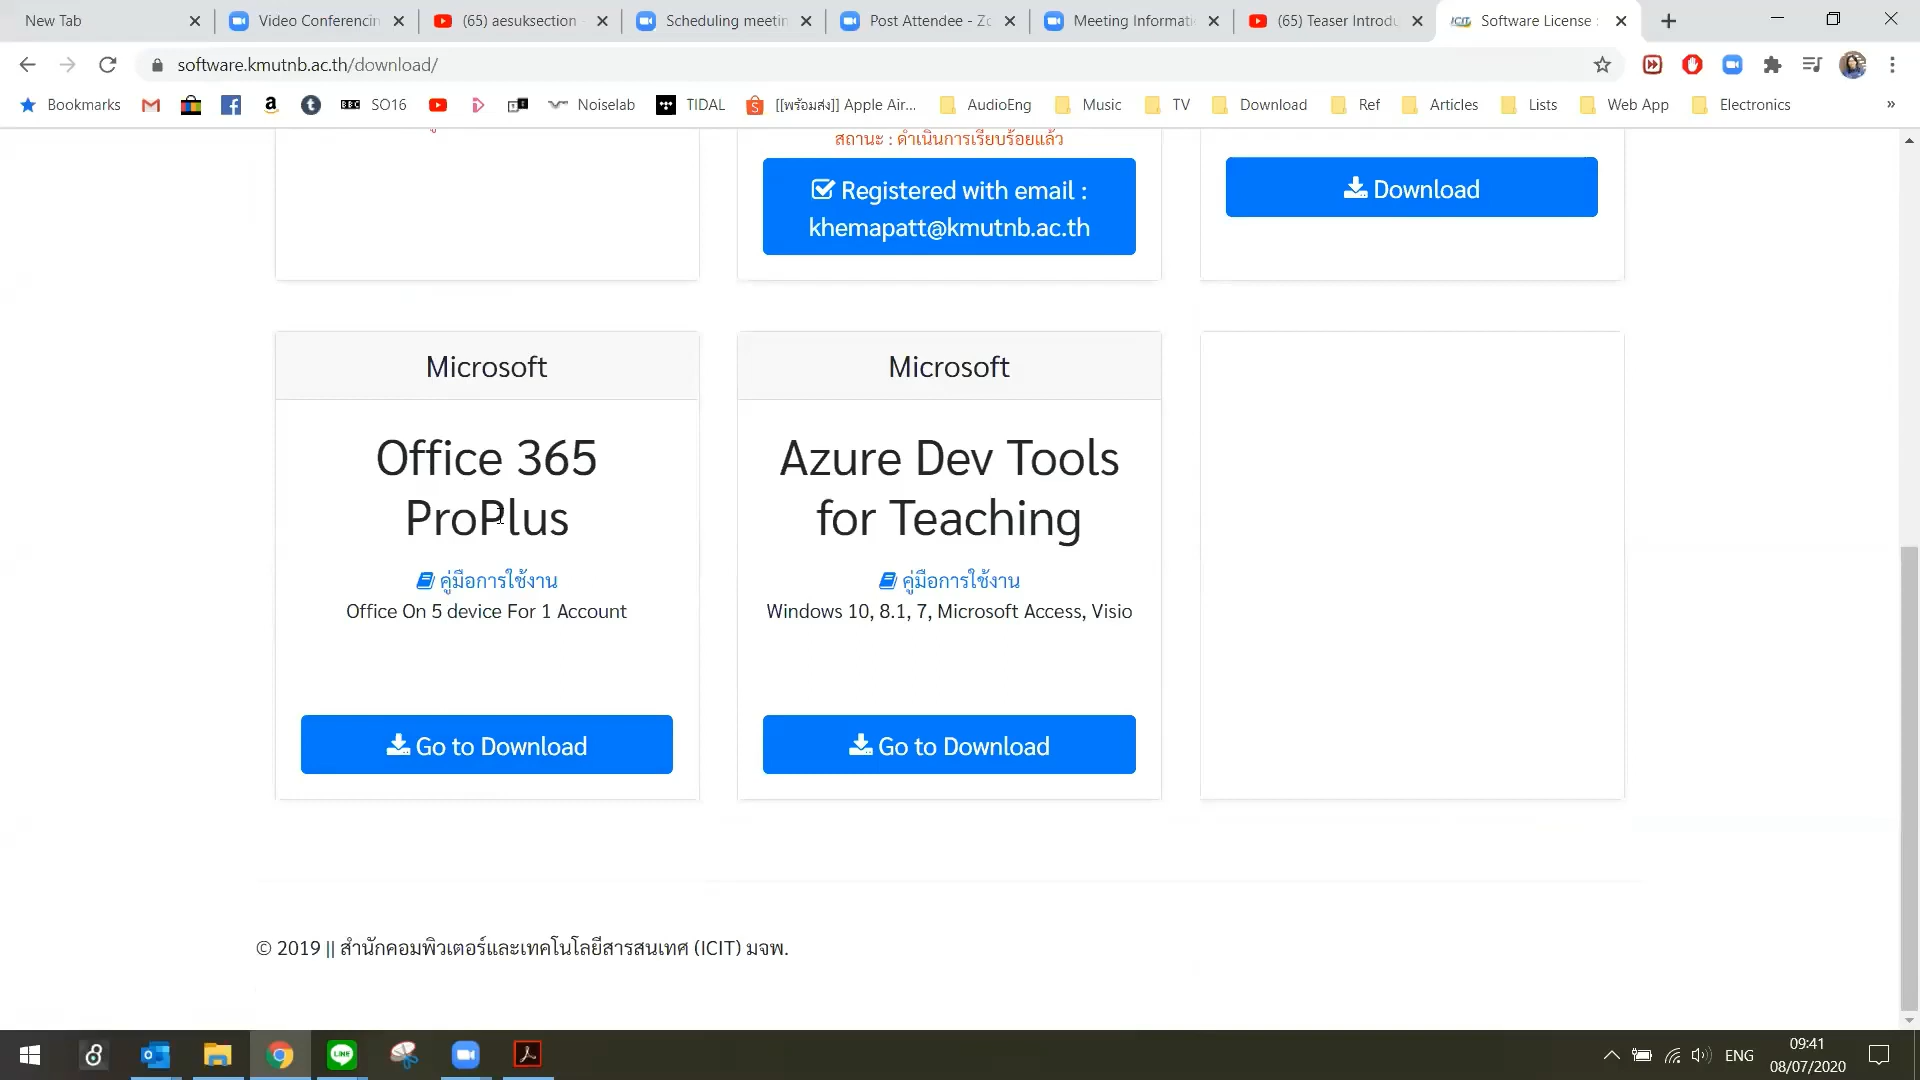 New Tab
Video Conferencin
(65) aesuksection
Scheduling meetin
Post Attendee - Zo
Meeting Informati
(65) Teaser Introdu
ICIT
Software License :
software.kmutnb.ac.th/download/
Bookmarks
BBC SO16
Noiselab
TIDAL
[[พร้อมส่ง]] Apple Air...
AudioEng
Music
TV
Download
Ref
Articles
Lists
Web App
Electronics
»
สถานะ : ดำเนินการเรียบร้อยแล้ว
Registered with email :
khemapatt@kmutnb.ac.th
Download
Microsoft
Office 365
ProPlus
คู่มือการใช้งาน
Office On 5 device For 1 Account
Go to Download
Microsoft
Azure Dev Tools
for Teaching
คู่มือการใช้งาน
Windows 10, 8.1, 7, Microsoft Access, Visio
Go to Download
© 2019 || สำนักคอมพิวเตอร์และเทคโนโลยีสารสนเทศ (ICIT) มจพ.
LINE
ENG
09:41
08/07/2020